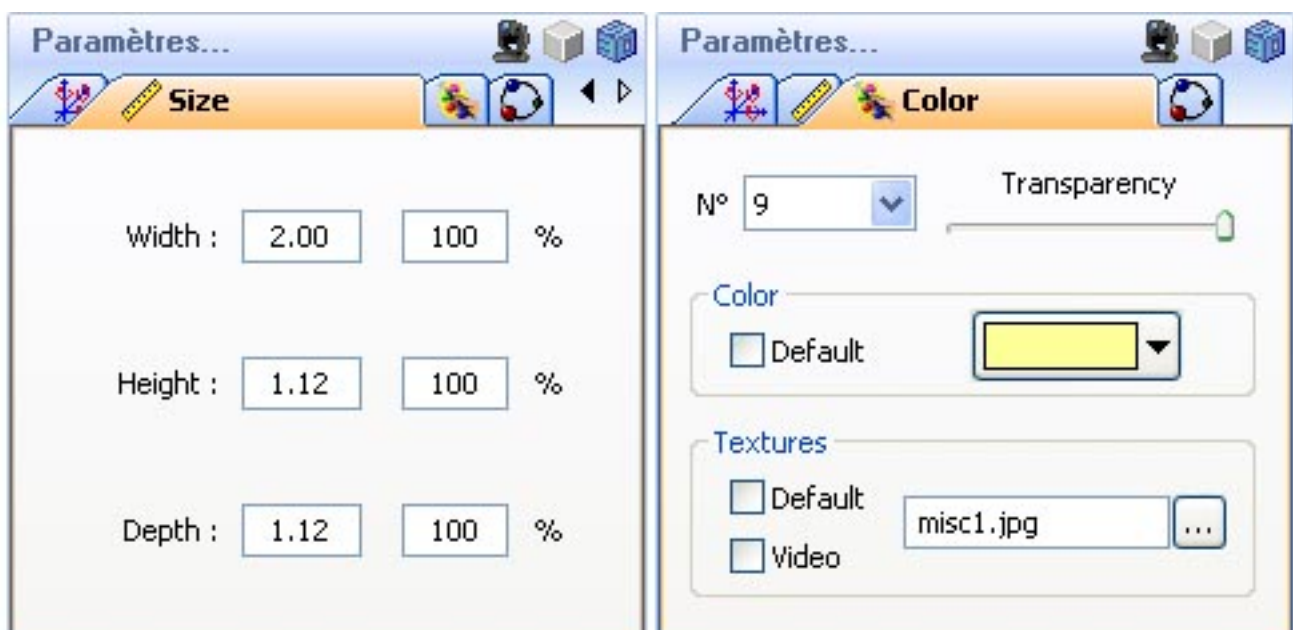 Paramètres...
Size
Width : 2.00 100 %
Height : 1.12 100 %
Depth : 1.12 100 %
Paramètres...
Color
N° 9 Transparency
Color
Default
Textures
Default
misc1.jpg ...
Video